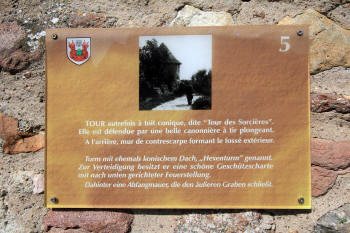 5
TOUR autrefois à toit conique, dite "Tour des Sorcières".
Elle est défendue par une belle canonnière à tir plongeant.
A l'arrière, mur de contrescarpe formant le fossé extérieur.
Turm mit ehemals konischem Dach, „Hexenturm" genannt.
Zur Verteidigung besitzt er eine schöne Geschützscharte
mit nach unten gerichteter Feuerstellung.
Dahinter eine Abfangmauer, die den äußeren Graben schließt.